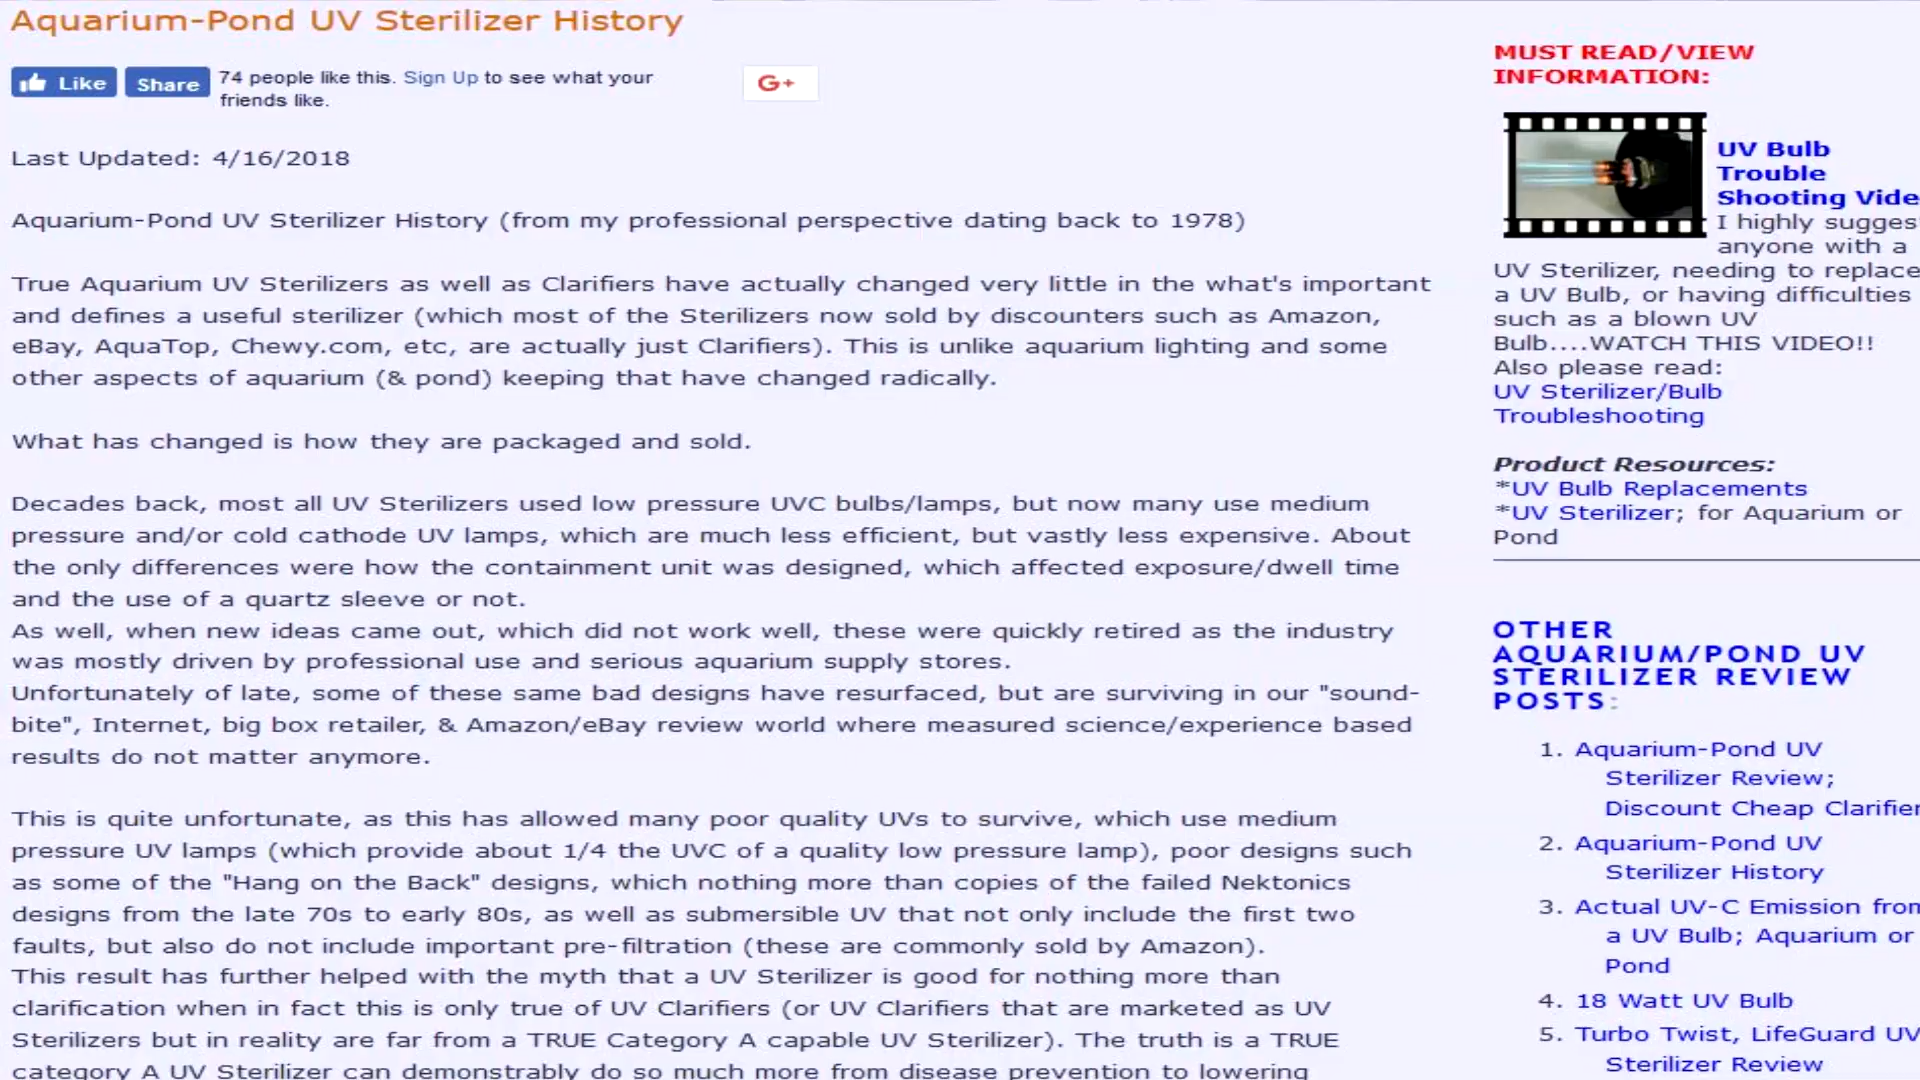 Aquarium-Pond UV Sterilizer History
Like
Share
74 people like this. Sign Up to see what your
friends like.
G+
Last Updated: 4/16/2018
Aquarium-Pond UV Sterilizer History (from my professional perspective dating back to 1978)
True Aquarium UV Sterilizers as well as Clarifiers have actually changed very little in the what's important
and defines a useful sterilizer (which most of the Sterilizers now sold by discounters such as Amazon,
eBay, AquaTop, Chewy.com, etc, are actually just Clarifiers). This is unlike aquarium lighting and some
other aspects of aquarium (& pond) keeping that have changed radically.
What has changed is how they are packaged and sold.
Decades back, most all UV Sterilizers used low pressure UVC bulbs/lamps, but now many use medium
pressure and/or cold cathode UV lamps, which are much less efficient, but vastly less expensive. About
the only differences were how the containment unit was designed, which affected exposure/dwell time
and the use of a quartz sleeve or not.
As well, when new ideas came out, which did not work well, these were quickly retired as the industry
was mostly driven by professional use and serious aquarium supply stores.
Unfortunately of late, some of these same bad designs have resurfaced, but are surviving in our "sound-
bite", Internet, big box retailer, & Amazon/eBay review world where measured science/experience based
results do not matter anymore.
This is quite unfortunate, as this has allowed many poor quality UVs to survive, which use medium
pressure UV lamps (which provide about 1/4 the UVC of a quality low pressure lamp), poor designs such
as some of the "Hang on the Back" designs, which nothing more than copies of the failed Nektonics
designs from the late 70s to early 80s, as well as submersible UV that not only include the first two
faults, but also do not include important pre-filtration (these are commonly sold by Amazon).
This result has further helped with the myth that a UV Sterilizer is good for nothing more than
clarification when in fact this is only true of UV Clarifiers (or UV Clarifiers that are marketed as UV
Sterilizers but in reality are far from a TRUE Category A capable UV Sterilizer). The truth is a TRUE
category A UV Sterilizer can demonstrably do so much more from disease prevention to lowering
MUST READ/VIEW
INFORMATION:
UV Bulb
Trouble
Shooting Vide
I highly sugges
anyone with a
UV Sterilizer, needing to replace
a UV Bulb, or having difficulties
such as a blown UV
Bulb....WATCH THIS VIDEO!!
Also please read:
UV Sterilizer/Bulb
Troubleshooting
Product Resources:
*UV Bulb Replacements
*UV Sterilizer; for Aquarium or
Pond
OTHER
AQUARIUM/POND UV
STERILIZER REVIEW
POSTS:
1. Aquarium-Pond UV
Sterilizer Review;
Discount Cheap Clarifier
2. Aquarium-Pond UV
Sterilizer History
3. Actual UV-C Emission from
a UV Bulb; Aquarium or
Pond
4. 18 Watt UV Bulb
5. Turbo Twist, LifeGuard UV
Sterilizer Review